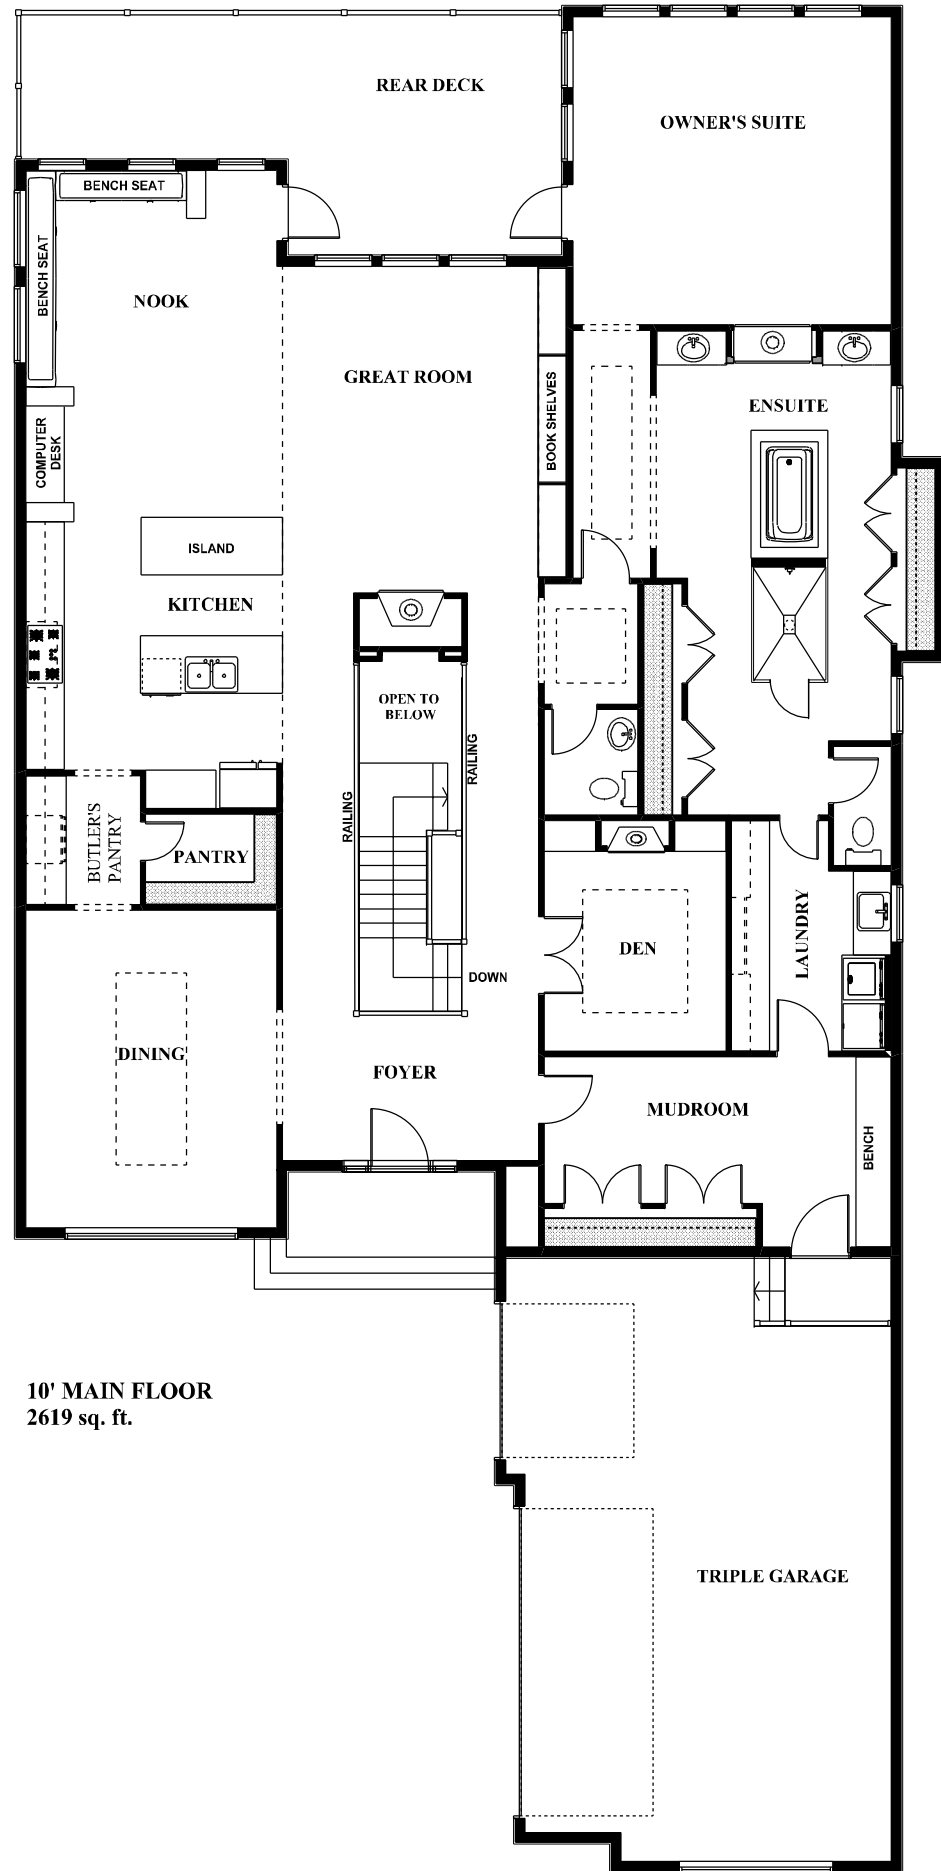 REAR DECK
OWNER'S SUITE
BENCH SEAT
BENCH SEAT
NOOK
GREAT ROOM
ENSUITE
BOOK SHELVES
COMPUTER
DESK
ISLAND
KITCHEN
OPEN TO
BELOW
RAILING
RAILING
BUTLER'S
PANTRY
PANTRY
DEN
LAUNDRY
DOWN
DINING
FOYER
MUDROOM
BENCH
10' MAIN FLOOR
2619 sq. ft.
TRIPLE GARAGE